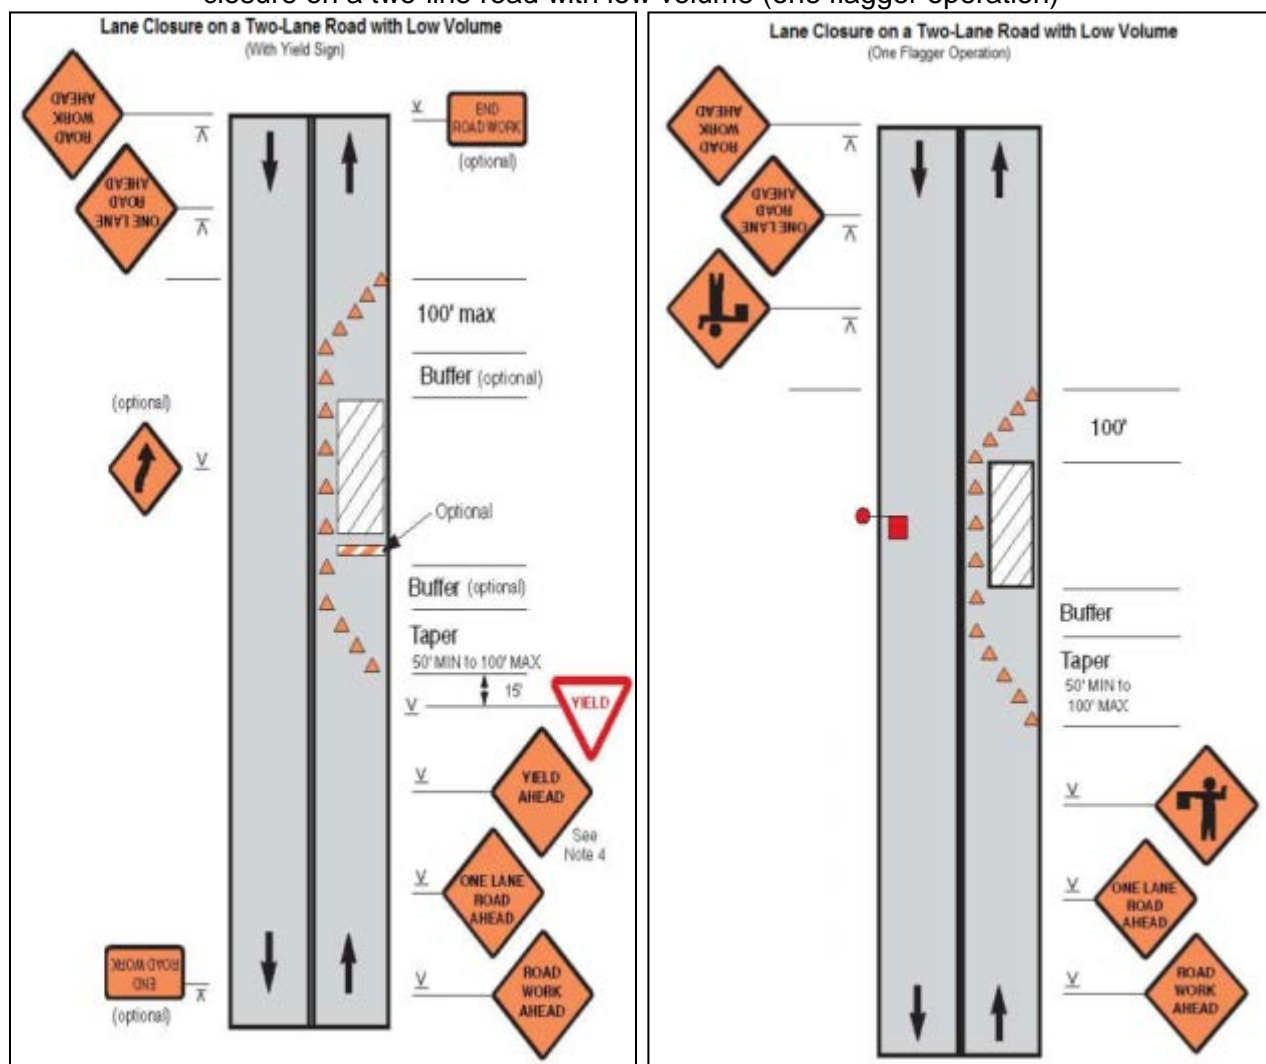 closure on a two-line road with low volume (one flagger operation)
Lane Closure on a Two-Lane Road with Low Volume
(With Yield Sign)
ROAD
WORK
AHEAD
END
ROAD WORK
(optional)
ONE LANE
ROAD
AHEAD
100' max
Buffer (optional)
(optional)
Optional
Buffer (optional)
Taper
50' MIN to 100' MAX
15'
YIELD
YIELD
AHEAD
See
Note 4
ONE LANE
ROAD
AHEAD
END
ROAD WORK
(optional)
ROAD
WORK
AHEAD
Lane Closure on a Two-Lane Road with Low Volume
(One Flagger Operation)
ROAD
WORK
AHEAD
ONE LANE
ROAD
AHEAD
100'
Buffer
Taper
50' MIN to
100' MAX
ONE LANE
ROAD
AHEAD
ROAD
WORK
AHEAD